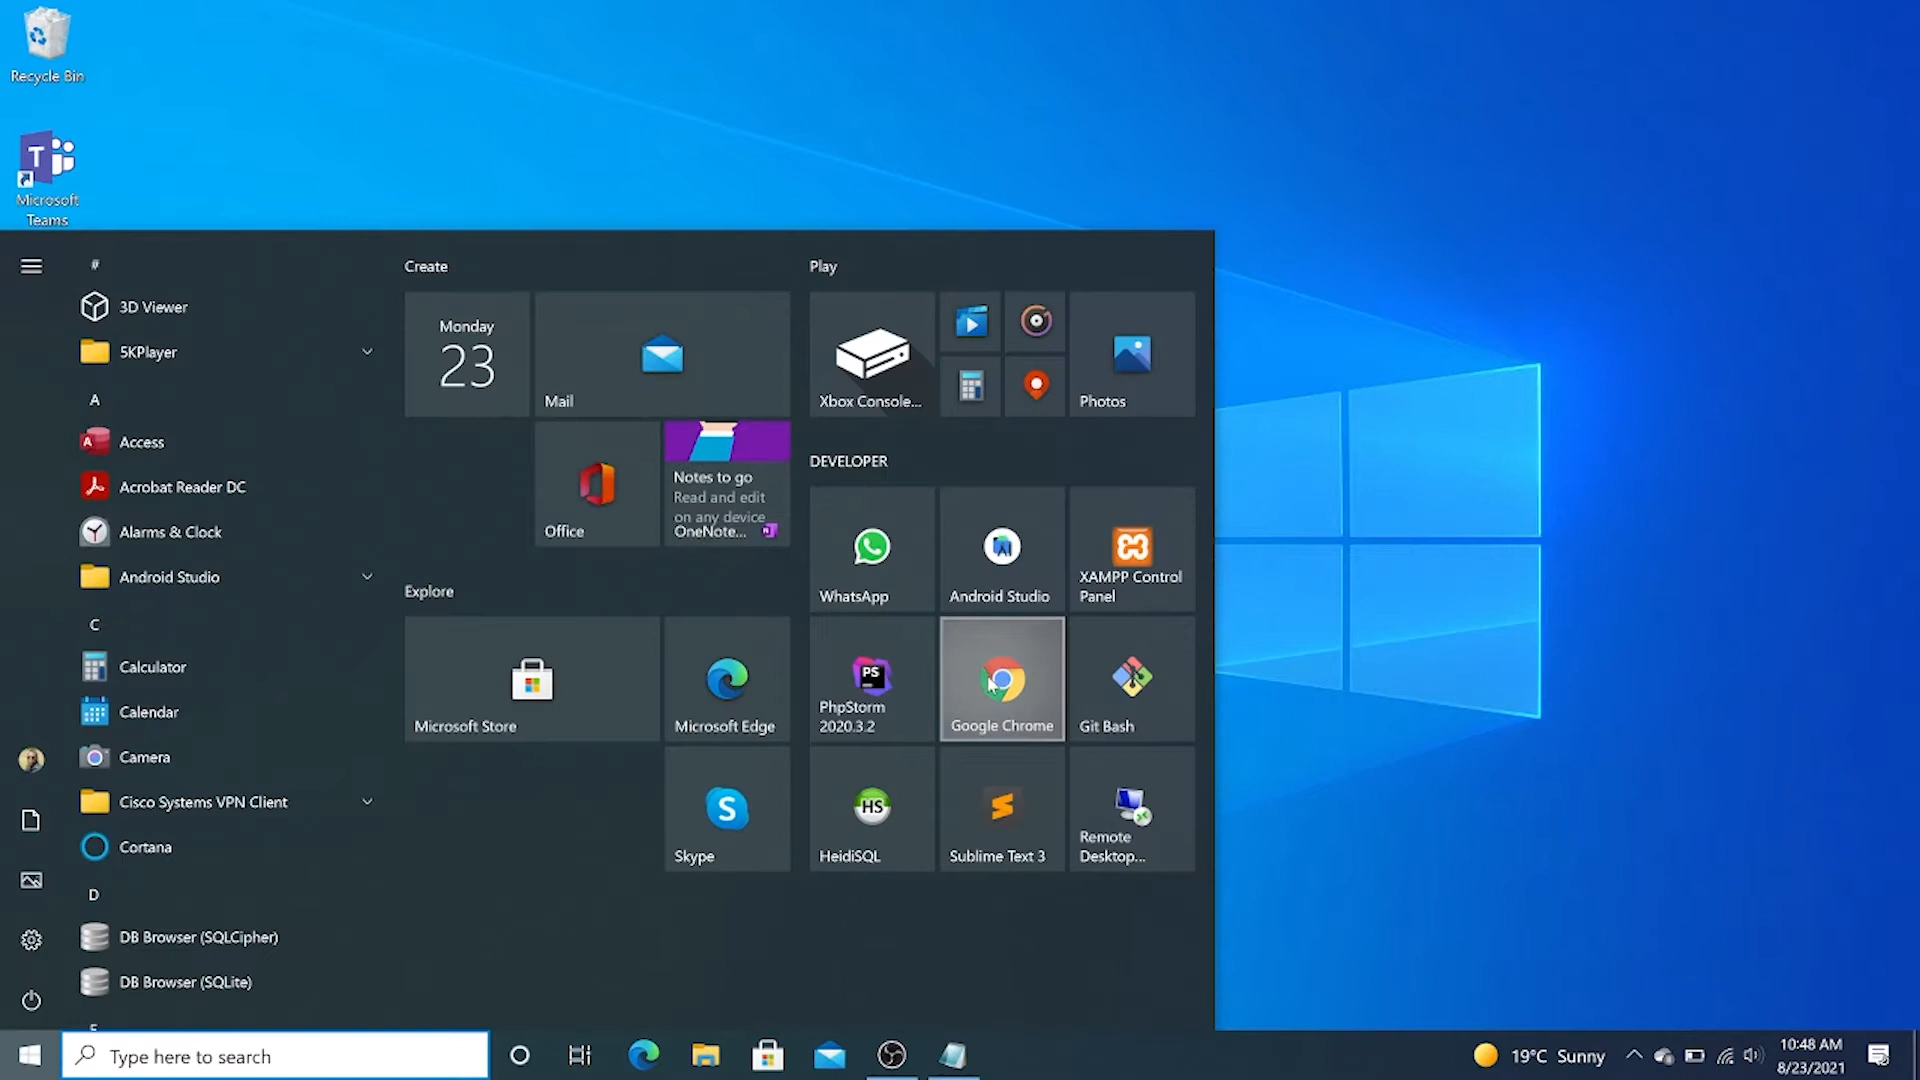 Recycle Bin
Microsoft
Teams
#
3D Viewer
5KPlayer
A
Access
Acrobat Reader DC
Alarms & Clock
Android Studio
C
Calculator
Calendar
Camera
Cisco Systems VPN Client
Cortana
D
DB Browser (SQLCipher)
DB Browser (SQLite)
Create
Monday
23
Mail
Office
Notes to go
Read and edit
on any device
OneNote...
Explore
Microsoft Store
Microsoft Edge
Skype
Play
Xbox Console...
Photos
DEVELOPER
WhatsApp
Android Studio
XAMPP Control
Panel
PS
PhpStorm
2020.3.2
Google Chrome
Git Bash
HS
HeidiSQL
Sublime Text 3
Remote
Desktop...
Type here to search
19°C Sunny
10:48 AM
8/23/2021